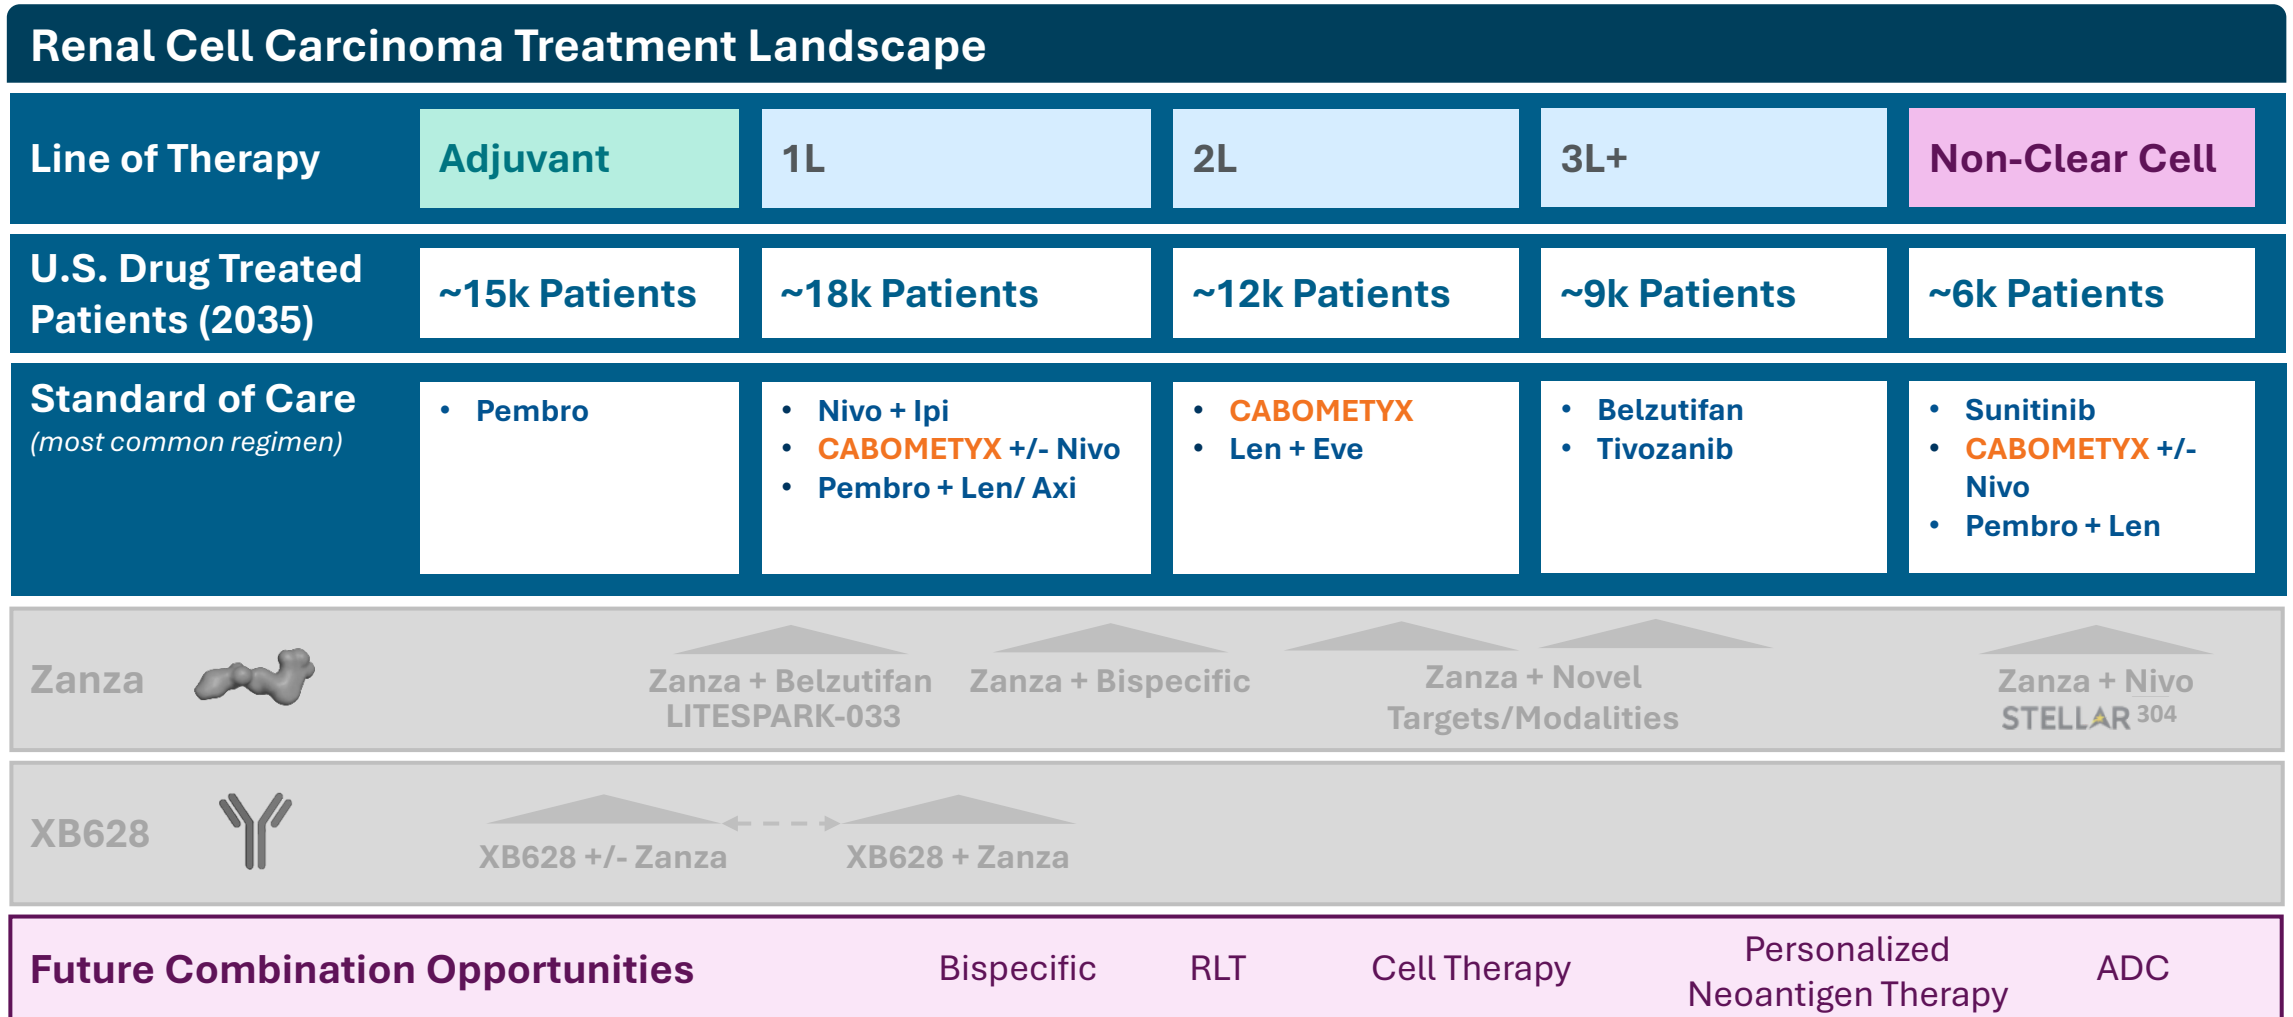 Renal Cell Carcinoma Treatment Landscape
Line of Therapy
Adjuvant
1L
2L
3L+
Non-Clear Cell
U.S. Drug Treated
Patients (2035)
~15k Patients
~18k Patients
~12k Patients
~9k Patients
~6k Patients
Standard of Care
(most common regimen)
• Pembro
• Nivo + Ipi
• CABOMETYX +/- Nivo
• Pembro + Len/ Axi
• CABOMETYX
• Len + Eve
• Belzutifan
• Tivozanib
• Sunitinib
• CABOMETYX +/-
Nivo
• Pembro + Len
Zanza
Zanza + Belzutifan
LITESPARK-033
Zanza + Bispecific
Zanza + Novel
Targets/Modalities
Zanza + Nivo
STELLAR 304
XB628
XB628 +/- Zanza
XB628 + Zanza
Future Combination Opportunities
Bispecific
RLT
Cell Therapy
Personalized
Neoantigen Therapy
ADC